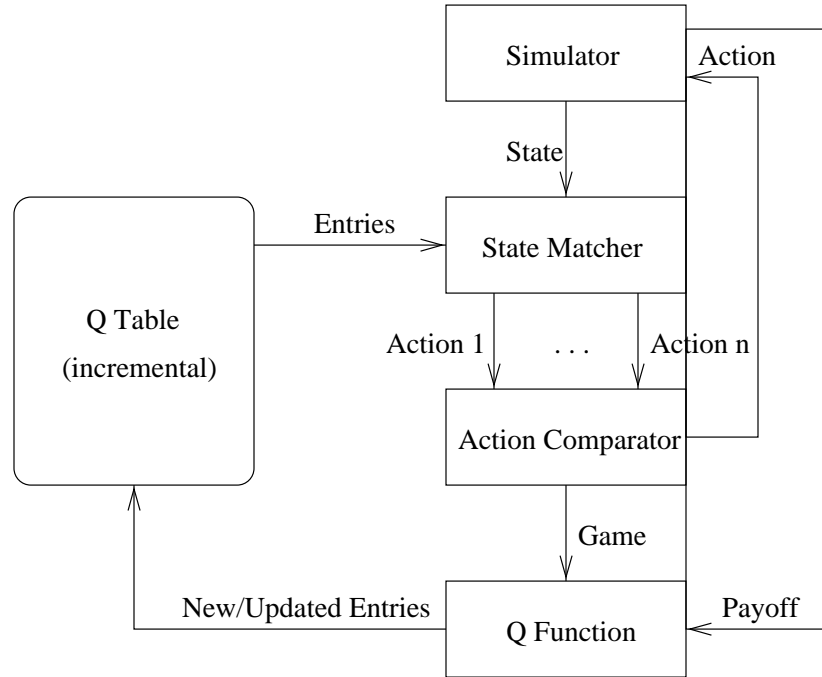 Simulator
Action
State
Entries
State Matcher
Q Table
(incremental)
Action 1
. . .
Action n
Action Comparator
Game
New/Updated Entries
Q Function
Payoff